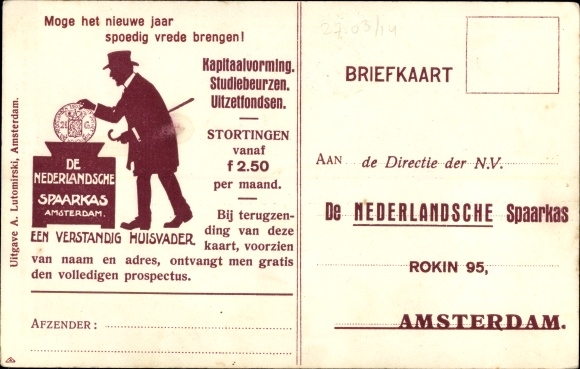 Moge het nieuwe jaar
spoedig vrede brengen!
Kapitaalvorming.
Studiebeurzen.
Uitzetfondsen.
STORTINGEN
vanaf
f 2.50
per maand.
DE
NEDERLANDSCHE
SPAARKAS
AMSTERDAM.
EEN VERSTANDIG HUISVADER.
Bij terugzen-
ding van deze
kaart, voorzien
van naam en adres, ontvangt men gratis
den volledigen prospectus.
AFZENDER:
Uitgave A. Lutomirski, Amsterdam.
BRIEFKAART
AAN de Directie der N.V.
De NEDERLANDSCHE Spaarkas
ROKIN 95,
AMSTERDAM.